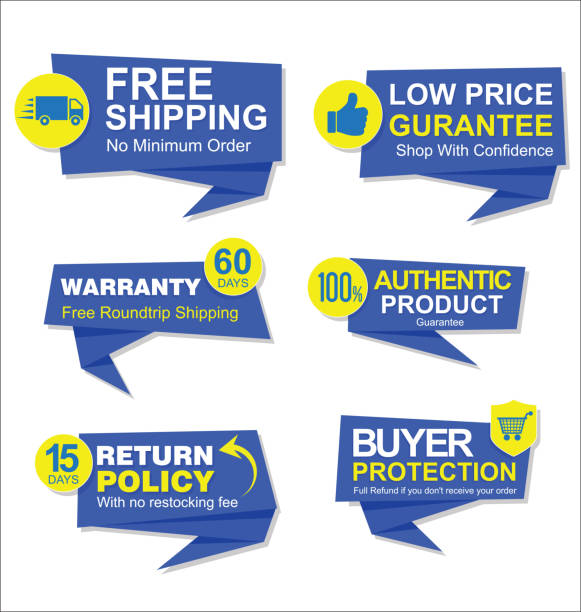 FREE
SHIPPING
No Minimum Order
LOW PRICE
GURANTEE
Shop With Confidence
60
DAYS
WARRANTY
Free Roundtrip Shipping
100%
AUTHENTIC
PRODUCT
Guarantee
15
DAYS
RETURN
POLICY
With no restocking fee
BUYER
PROTECTION
Full Refund if you don't receive your order